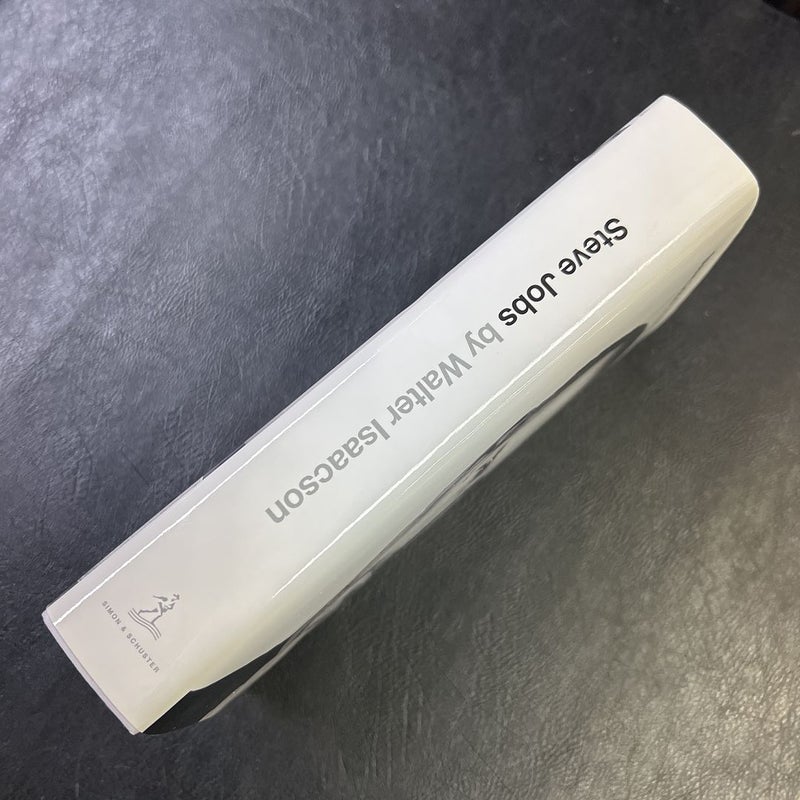 Steve Jobs by Walter Isaacson
SIMON & SCHUSTER